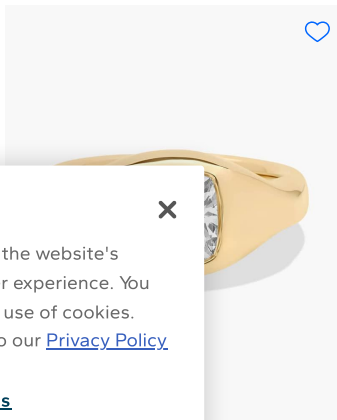 the website's
r experience. You
use of cookies.
o our Privacy Policy
s